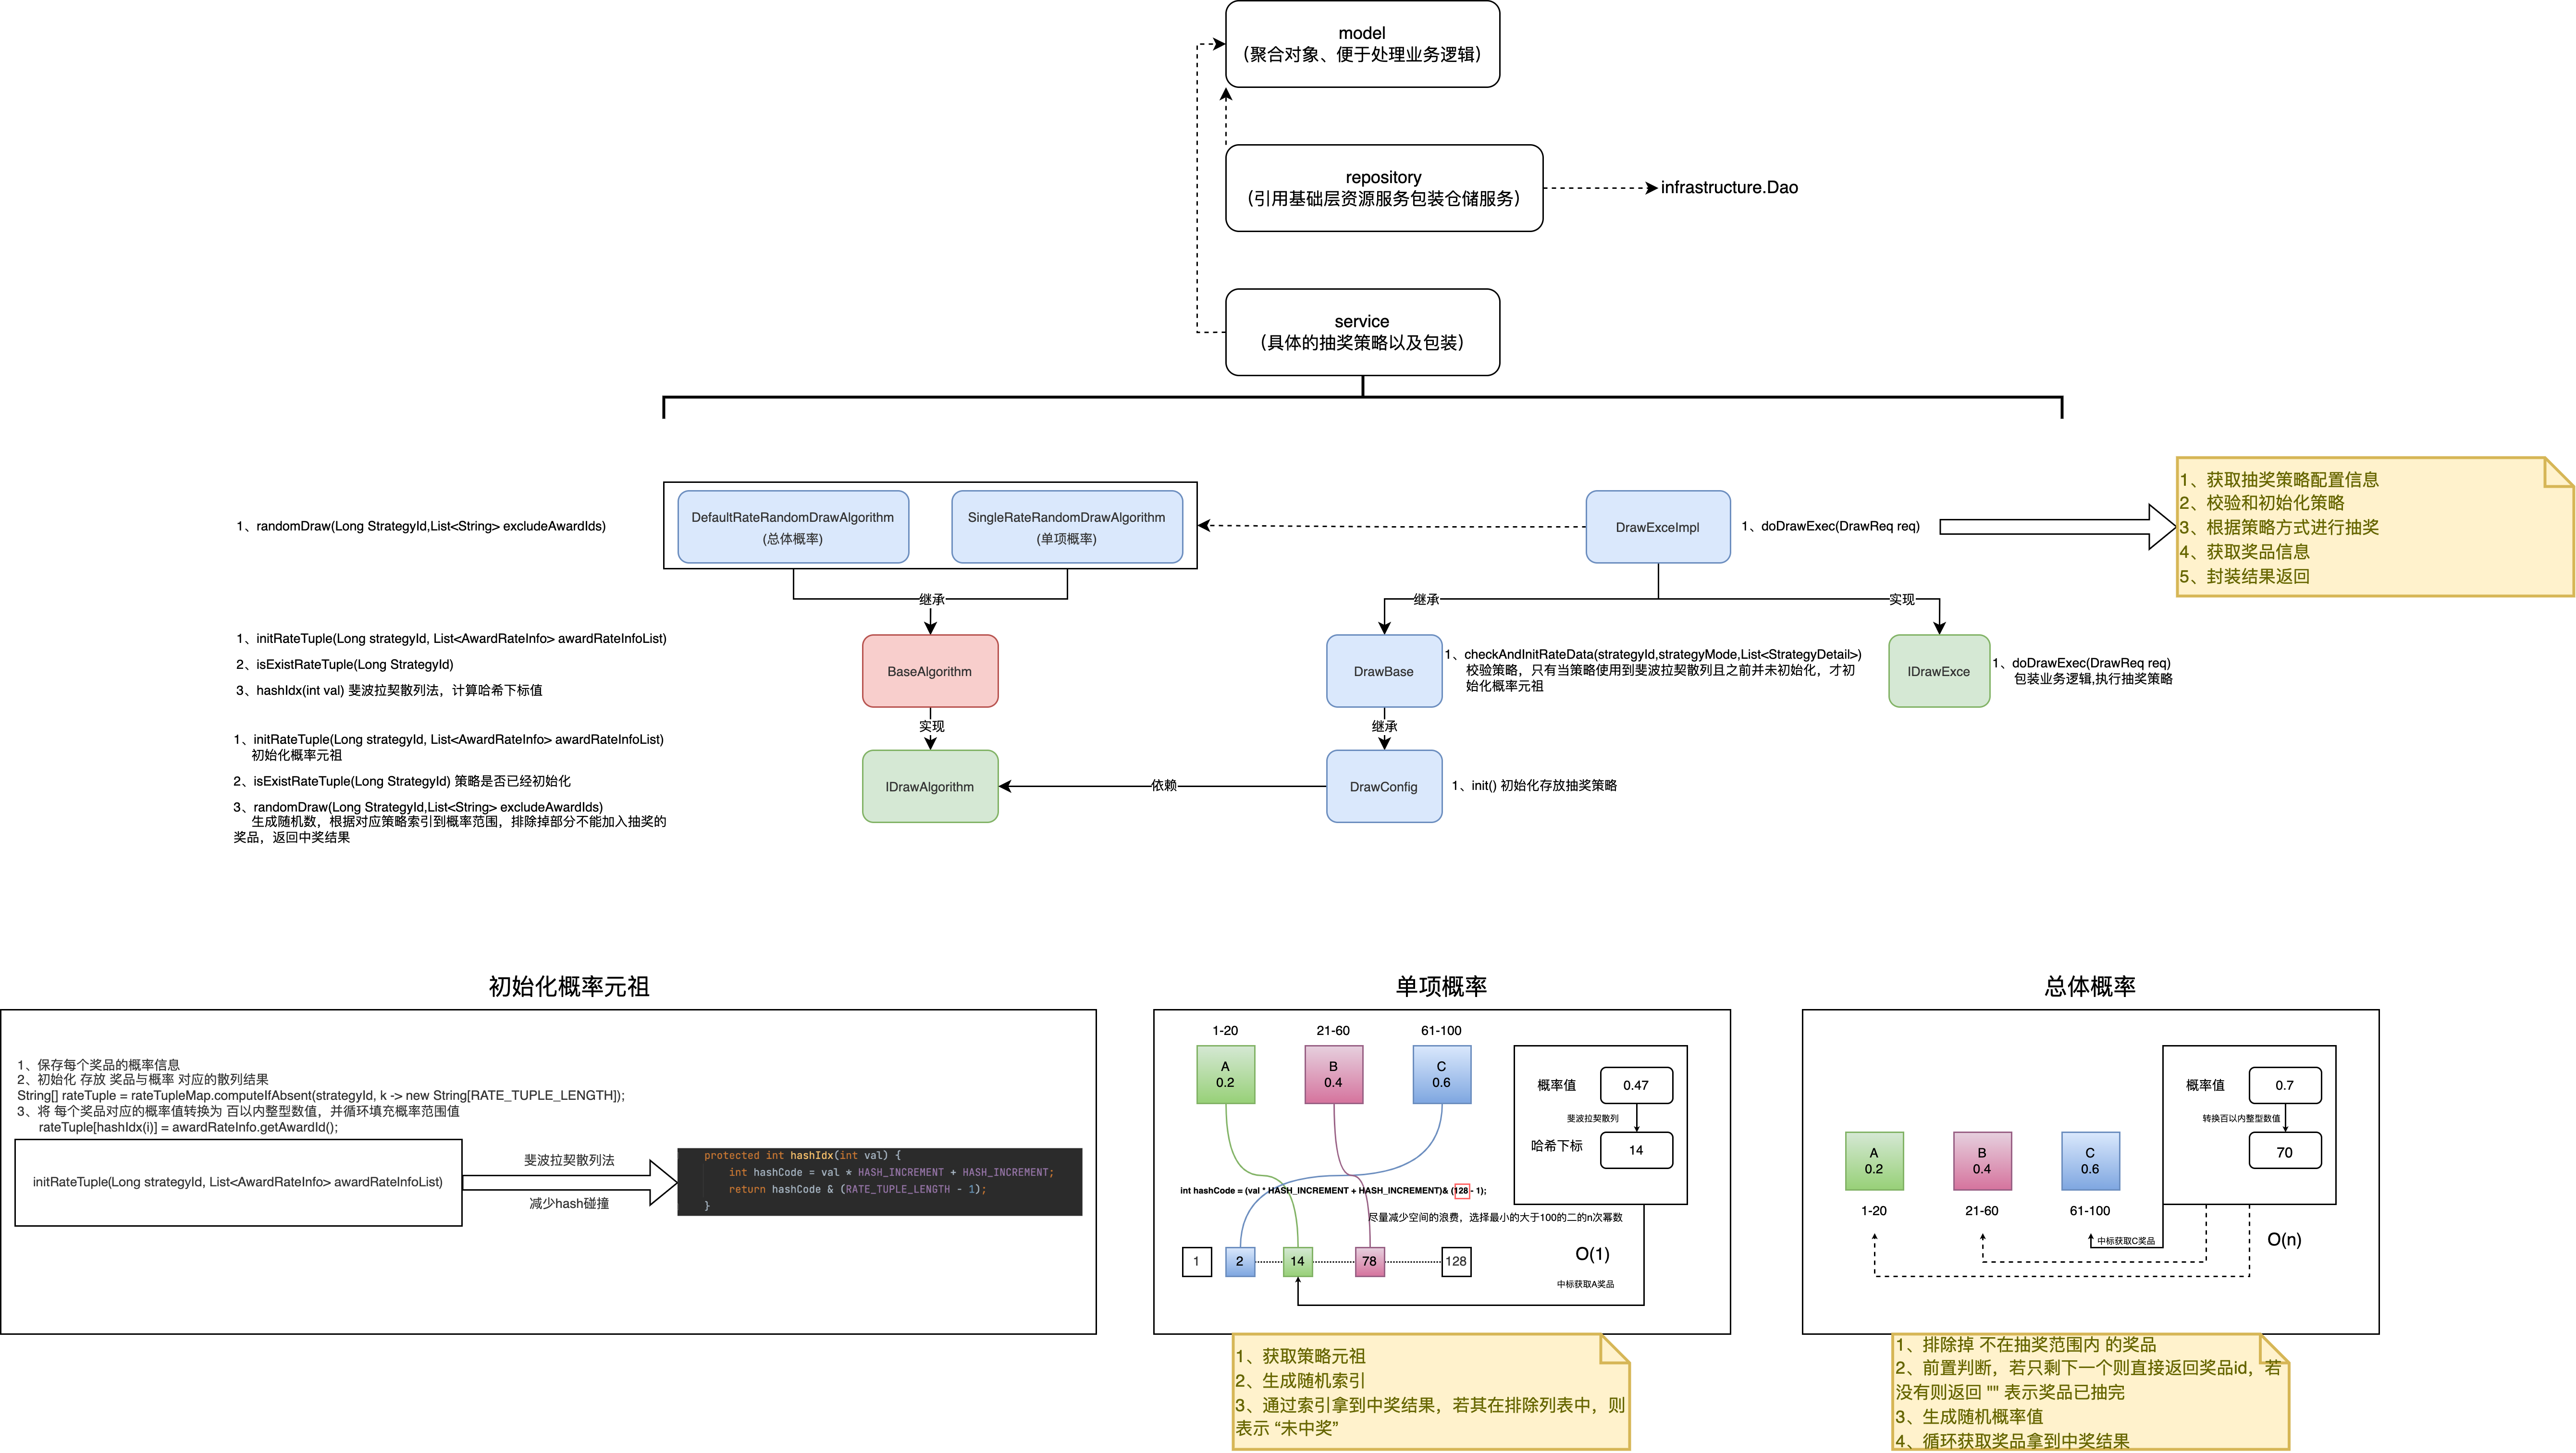 model
（聚合对象、便于处理业务逻辑）
repository
（引用基础层资源服务包装仓储服务）
infrastructure.Dao
service
（具体的抽奖策略以及包装）
1、randomDraw(Long StrategyId,List<String> excludeAwardIds)
DefaultRateRandomDrawAlgorithm
(总体概率)
SingleRateRandomDrawAlgorithm
(单项概率)
DrawExceImpl
1、doDrawExec(DrawReq req)
1、获取抽奖策略配置信息
2、校验和初始化策略
3、根据策略方式进行抽奖
4、获取奖品信息
5、封装结果返回
继承
继承
实现
1、initRateTuple(Long strategyId, List<AwardRateInfo> awardRateInfoList)
2、isExistRateTuple(Long StrategyId)
3、hashIdx(int val) 斐波拉契散列法，计算哈希下标值
BaseAlgorithm
DrawBase
1、checkAndInitRateData(strategyId,strategyMode,List<StrategyDetail>)
校验策略，只有当策略使用到斐波拉契散列且之前并未初始化，才初
始化概率元祖
IDrawExce
1、doDrawExec(DrawReq req)
包装业务逻辑,执行抽奖策略
实现
继承
1、initRateTuple(Long strategyId, List<AwardRateInfo> awardRateInfoList)
初始化概率元祖
2、isExistRateTuple(Long StrategyId) 策略是否已经初始化
3、randomDraw(Long StrategyId,List<String> excludeAwardIds)
生成随机数，根据对应策略索引到概率范围，排除掉部分不能加入抽奖的
奖品，返回中奖结果
IDrawAlgorithm
依赖
DrawConfig
1、init() 初始化存放抽奖策略
初始化概率元祖
1、保存每个奖品的概率信息
2、初始化 存放 奖品与概率 对应的散列结果
String[] rateTuple = rateTupleMap.computeIfAbsent(strategyId, k -> new String[RATE_TUPLE_LENGTH]);
3、将 每个奖品对应的概率值转换为 百以内整型数值，并循环填充概率范围值
rateTuple[hashIdx(i)] = awardRateInfo.getAwardId();
initRateTuple(Long strategyId, List<AwardRateInfo> awardRateInfoList)
斐波拉契散列法
减少hash碰撞
protected int hashIdx(int val) {
int hashCode = val * HASH_INCREMENT + HASH_INCREMENT;
return hashCode & (RATE_TUPLE_LENGTH - 1);
}
单项概率
1-20
21-60
61-100
A
0.2
B
0.4
C
0.6
概率值
0.47
斐波拉契散列
哈希下标
14
int hashCode = (val * HASH_INCREMENT + HASH_INCREMENT)& (128 - 1);
尽量减少空间的浪费，选择最小的大于100的二的n次幂数
1
2
14
78
128
O(1)
中标获取A奖品
1、获取策略元祖
2、生成随机索引
3、通过索引拿到中奖结果，若其在排除列表中，则
表示 “未中奖”
总体概率
概率值
0.7
转换百以内整型数值
70
A
0.2
B
0.4
C
0.6
1-20
21-60
61-100
中标获取C奖品
O(n)
1、排除掉 不在抽奖范围内 的奖品
2、前置判断，若只剩下一个则直接返回奖品id，若
没有则返回 "" 表示奖品已抽完
3、生成随机概率值
4、循环获取奖品拿到中奖结果